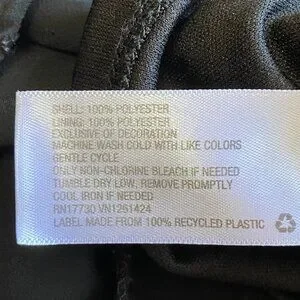 SHELL: 100% POLYESTER
LINING: 100% POLYESTER
EXCLUSIVE OF DECORATION
MACHINE WASH COLD WITH LIKE COLORS
GENTLE CYCLE
ONLY NON-CHLORINE BLEACH IF NEEDED
TUMBLE DRY LOW, REMOVE PROMPTLY
COOL IRON IF NEEDED
RN17730 VN1251424
LABEL MADE FROM 100% RECYCLED PLASTIC